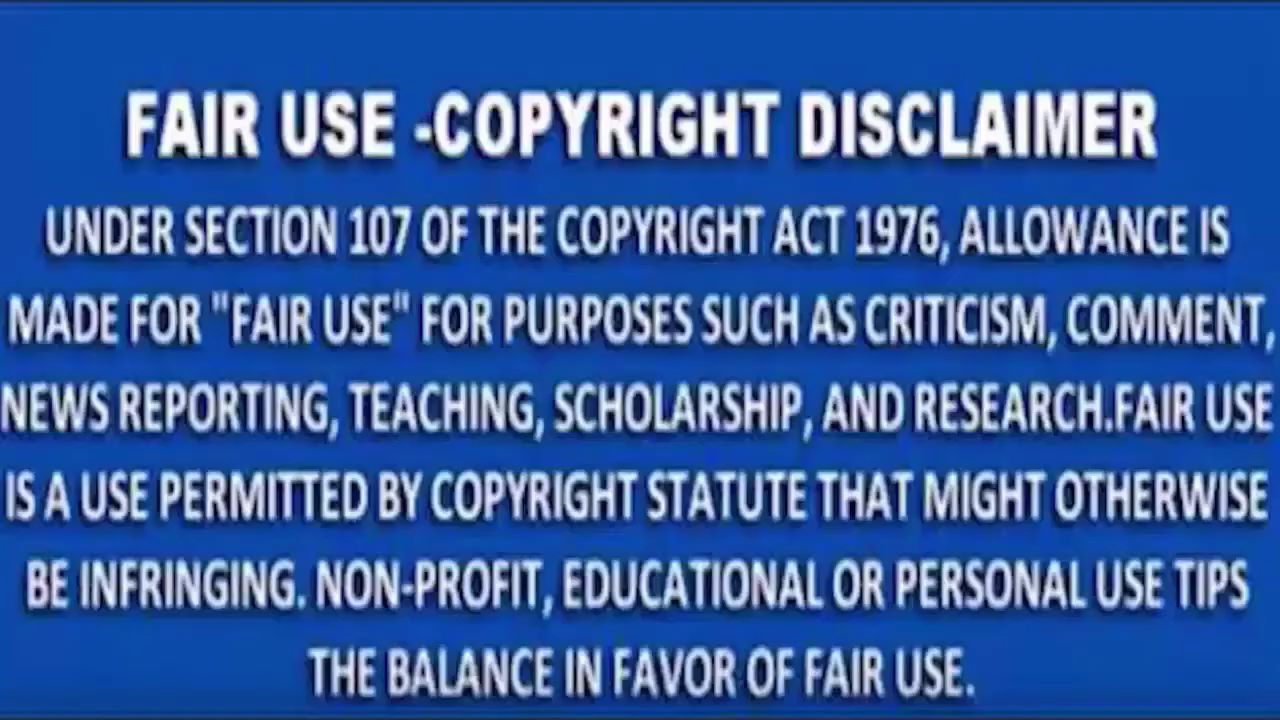 FAIR USE -COPYRIGHT DISCLAIMER
UNDER SECTION 107 OF THE COPYRIGHT ACT 1976, ALLOWANCE IS
MADE FOR "FAIR USE" FOR PURPOSES SUCH AS CRITICISM, COMMENT,
NEWS REPORTING, TEACHING, SCHOLARSHIP, AND RESEARCH.FAIR USE
IS A USE PERMITTED BY COPYRIGHT STATUTE THAT MIGHT OTHERWISE
BE INFRINGING. NON-PROFIT, EDUCATIONAL OR PERSONAL USE TIPS
THE BALANCE IN FAVOR OF FAIR USE.